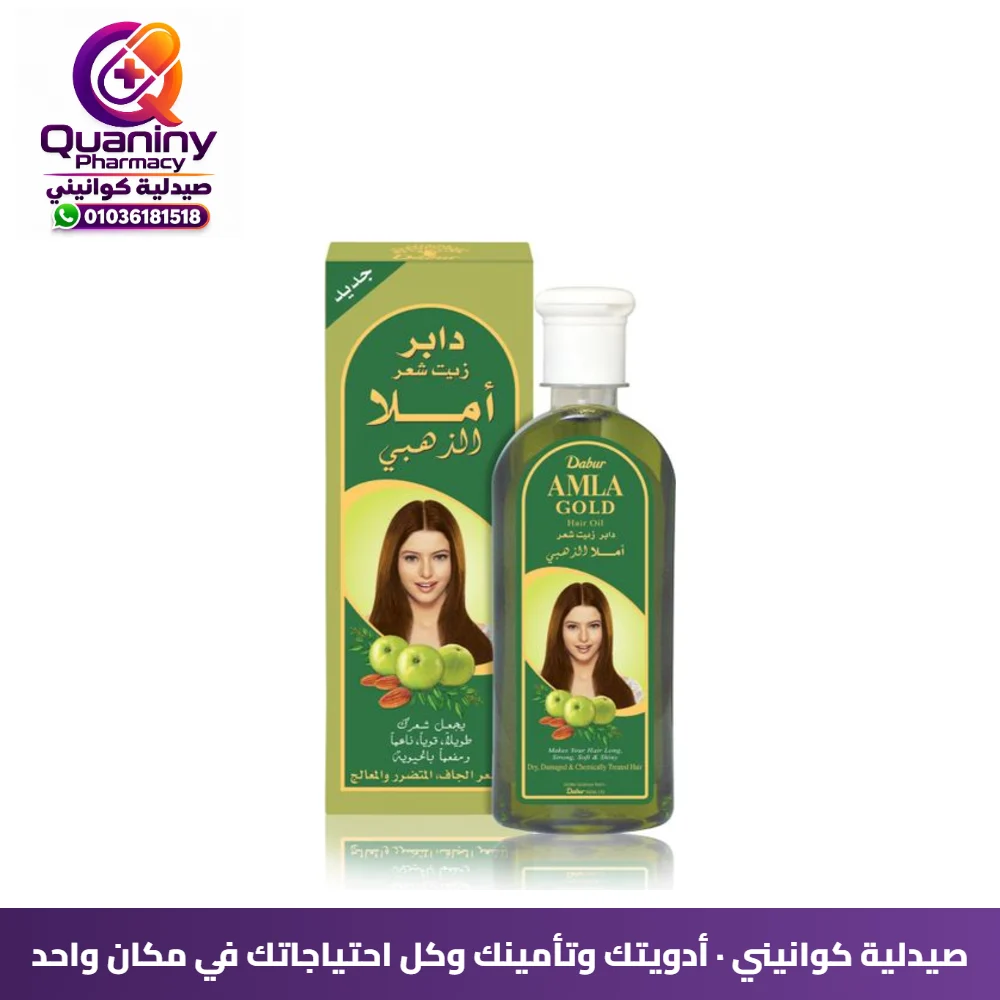 Quaniny
Pharmacy
صيدلية كوانيني
01036181518
Dabur
جديد
دابر
زيت شعر
أملا
الذهبي
يجعل شعرك
طويلاً، قوياً، ناعماً
ومفعماً بالحيوية
الجاف، المتضرر والمعالج
Dabur
AMLA
GOLD
Hair Oil
دابر زيت شعر
أملا الذهبي
Makes Your Hair Long,
Strong, Soft & Shiny
Dry, Damaged & Chemically Treated Hair
Dabur
صيدلية كوانيني · أدويتك وتأمينك وكل احتياجاتك في مكان واحد